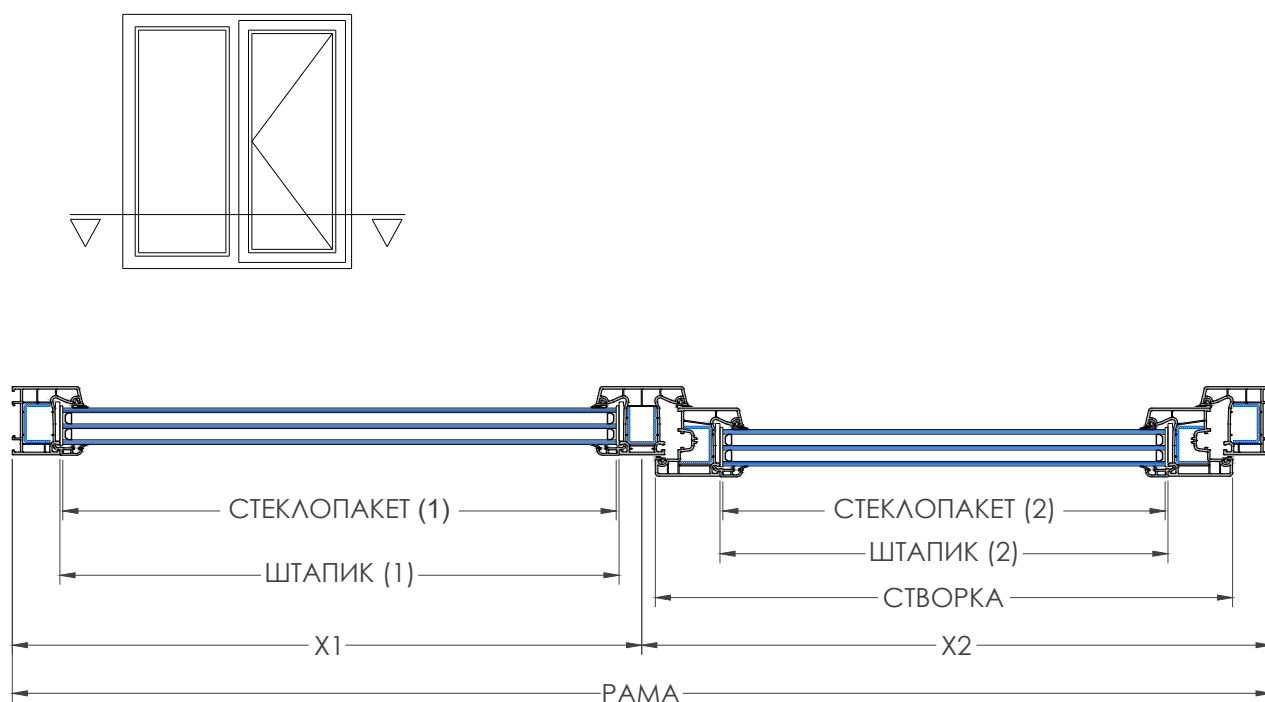 СТЕКЛОПАКЕТ (1)
СТЕКЛОПАКЕТ (2)
ШТАПИК (2)
ШТАПИК (1)
СТВОРКА
X1
X2
РАМА